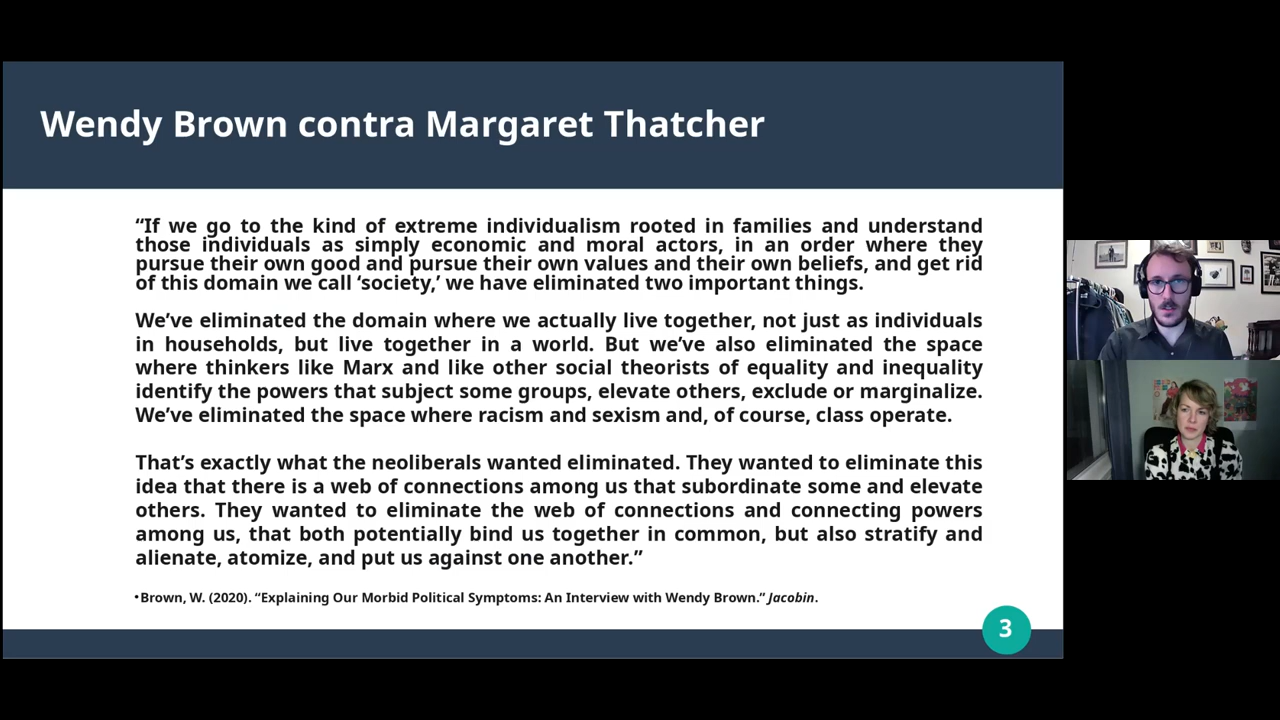 Wendy Brown contra Margaret Thatcher
“If we go to the kind of extreme individualism rooted in families and understand
those individuals as simply economic and moral actors, in an order where they
pursue their own good and pursue their own values and their own beliefs, and get rid
of this domain we call ‘society,’ we have eliminated two important things.
We’ve eliminated the domain where we actually live together, not just as individuals
in households, but live together in a world. But we’ve also eliminated the space
where thinkers like Marx and like other social theorists of equality and inequality
identify the powers that subject some groups, elevate others, exclude or marginalize.
We’ve eliminated the space where racism and sexism and, of course, class operate.
That’s exactly what the neoliberals wanted eliminated. They wanted to eliminate this
idea that there is a web of connections among us that subordinate some and elevate
others. They wanted to eliminate the web of connections and connecting powers
among us, that both potentially bind us together in common, but also stratify and
alienate, atomize, and put us against one another.”
•Brown, W. (2020). “Explaining Our Morbid Political Symptoms: An Interview with Wendy Brown.” Jacobin.
3